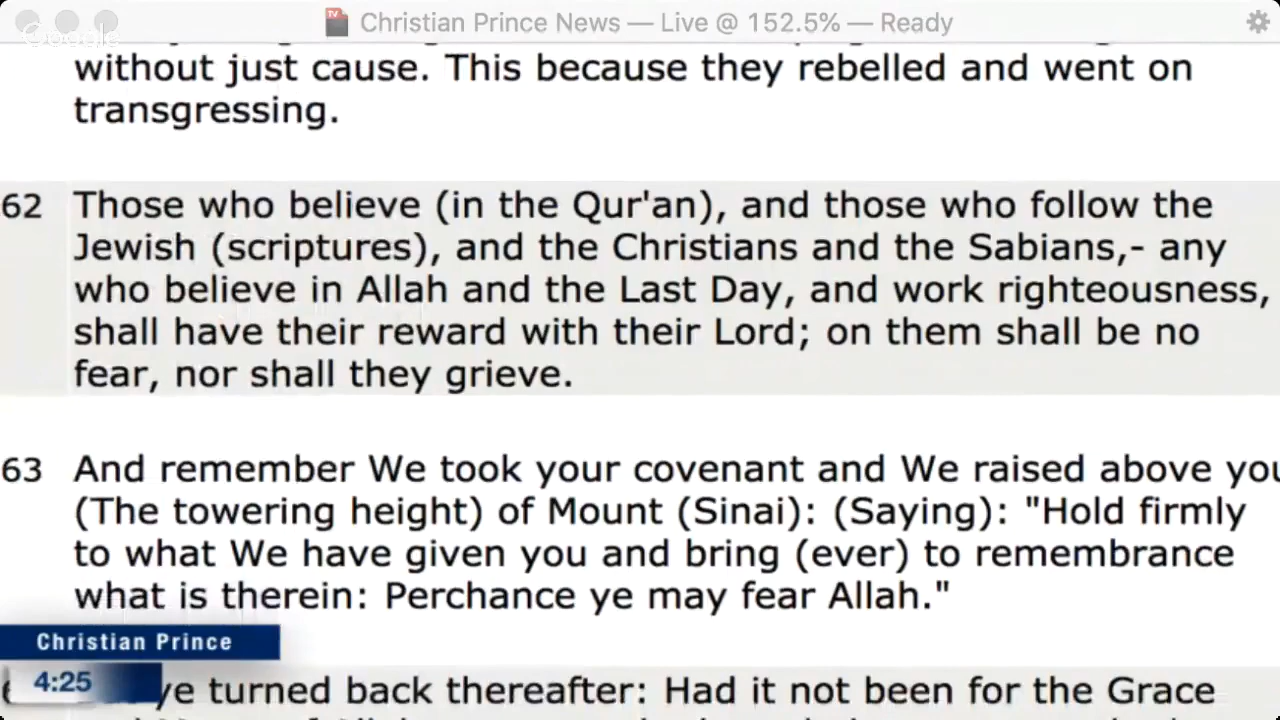 Christian Prince News — Live @ 152.5% — Ready
Google
without just cause. This because they rebelled and went on
transgressing.
62 Those who believe (in the Qur'an), and those who follow the
Jewish (scriptures), and the Christians and the Sabians,- any
who believe in Allah and the Last Day, and work righteousness,
shall have their reward with their Lord; on them shall be no
fear, nor shall they grieve.
63 And remember We took your covenant and We raised above you
(The towering height) of Mount (Sinai): (Saying): "Hold firmly
to what We have given you and bring (ever) to remembrance
what is therein: Perchance ye may fear Allah."
Christian Prince
4:25
ye turned back thereafter: Had it not been for the Grace